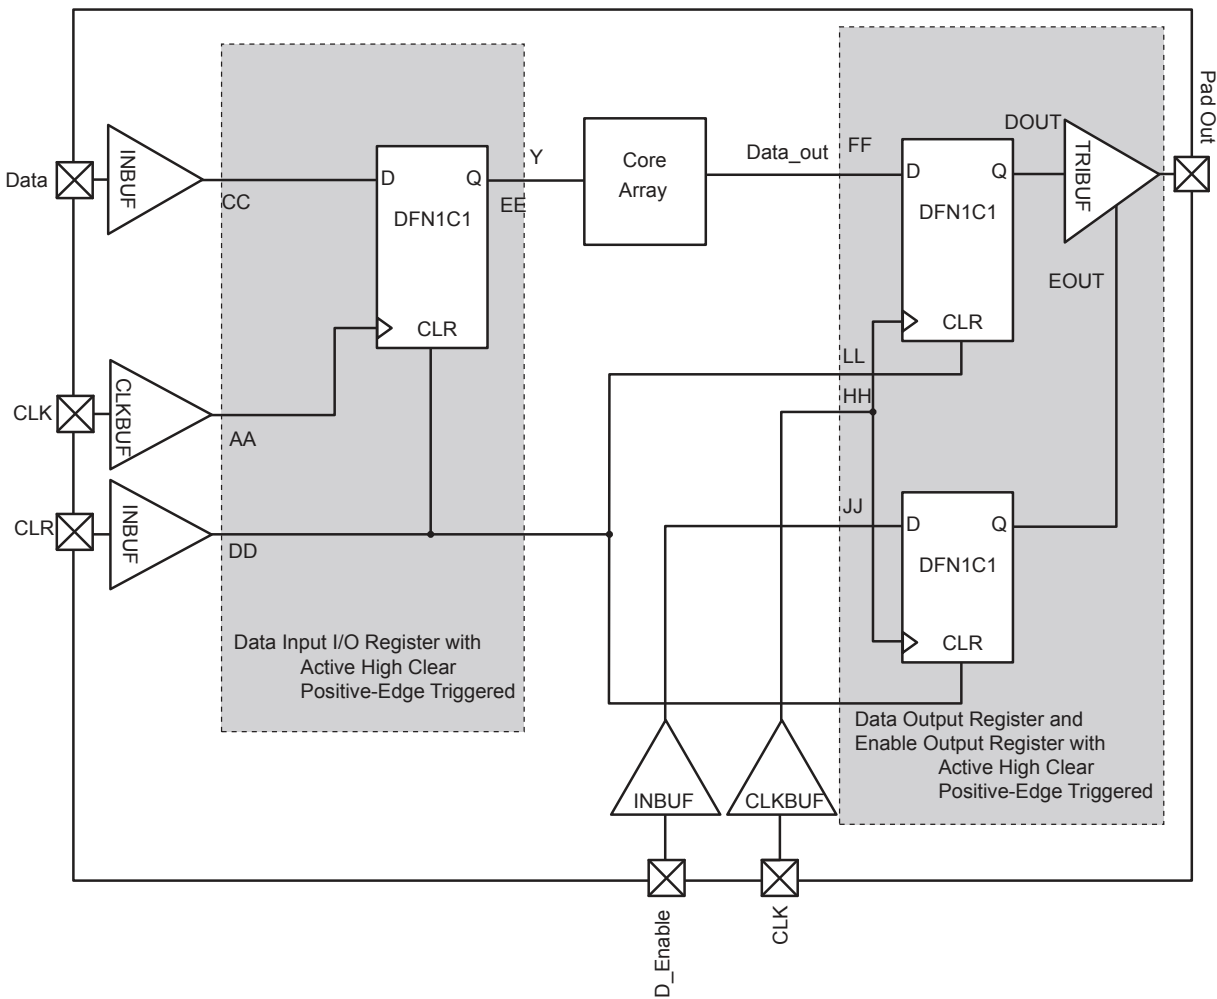 Pad Out
DOUT
Data
INBUF
CC
D
Q
DFN1C1
CLR
Y
EE
Core
Array
Data_out
FF
D
Q
DFN1C1
CLR
TRIBUF
EOUT
CLK
CLKBUF
AA
LL
HH
CLR
INBUF
DD
JJ
D
Q
DFN1C1
CLR
Data Input I/O Register with
Active High Clear
Positive-Edge Triggered
Data Output Register and
Enable Output Register with
Active High Clear
Positive-Edge Triggered
INBUF
CLKBUF
D_Enable
CLK